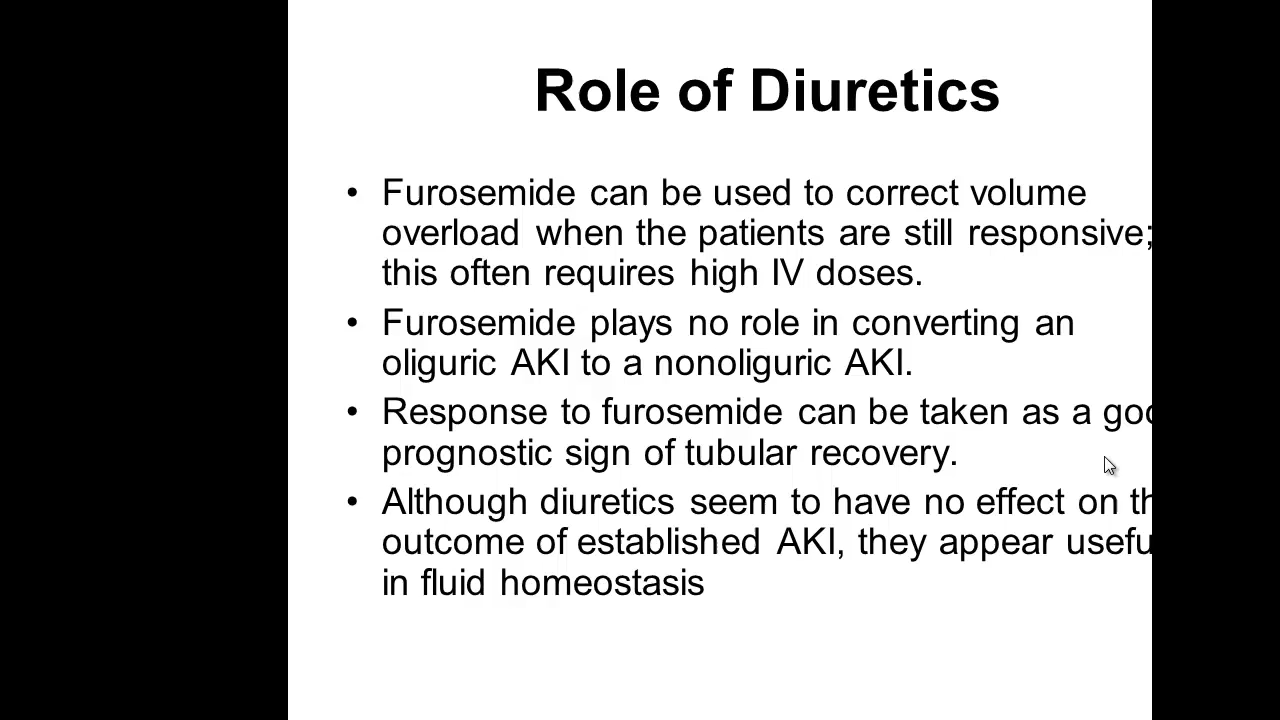 Role of Diuretics
• Furosemide can be used to correct volume
overload when the patients are still responsive;
this often requires high IV doses.
• Furosemide plays no role in converting an
oliguric AKI to a nonoliguric AKI.
• Response to furosemide can be taken as a
prognostic sign of tubular recovery.
• Although diuretics seem to have no effect on
outcome of established AKI, they appear
in fluid homeostasis